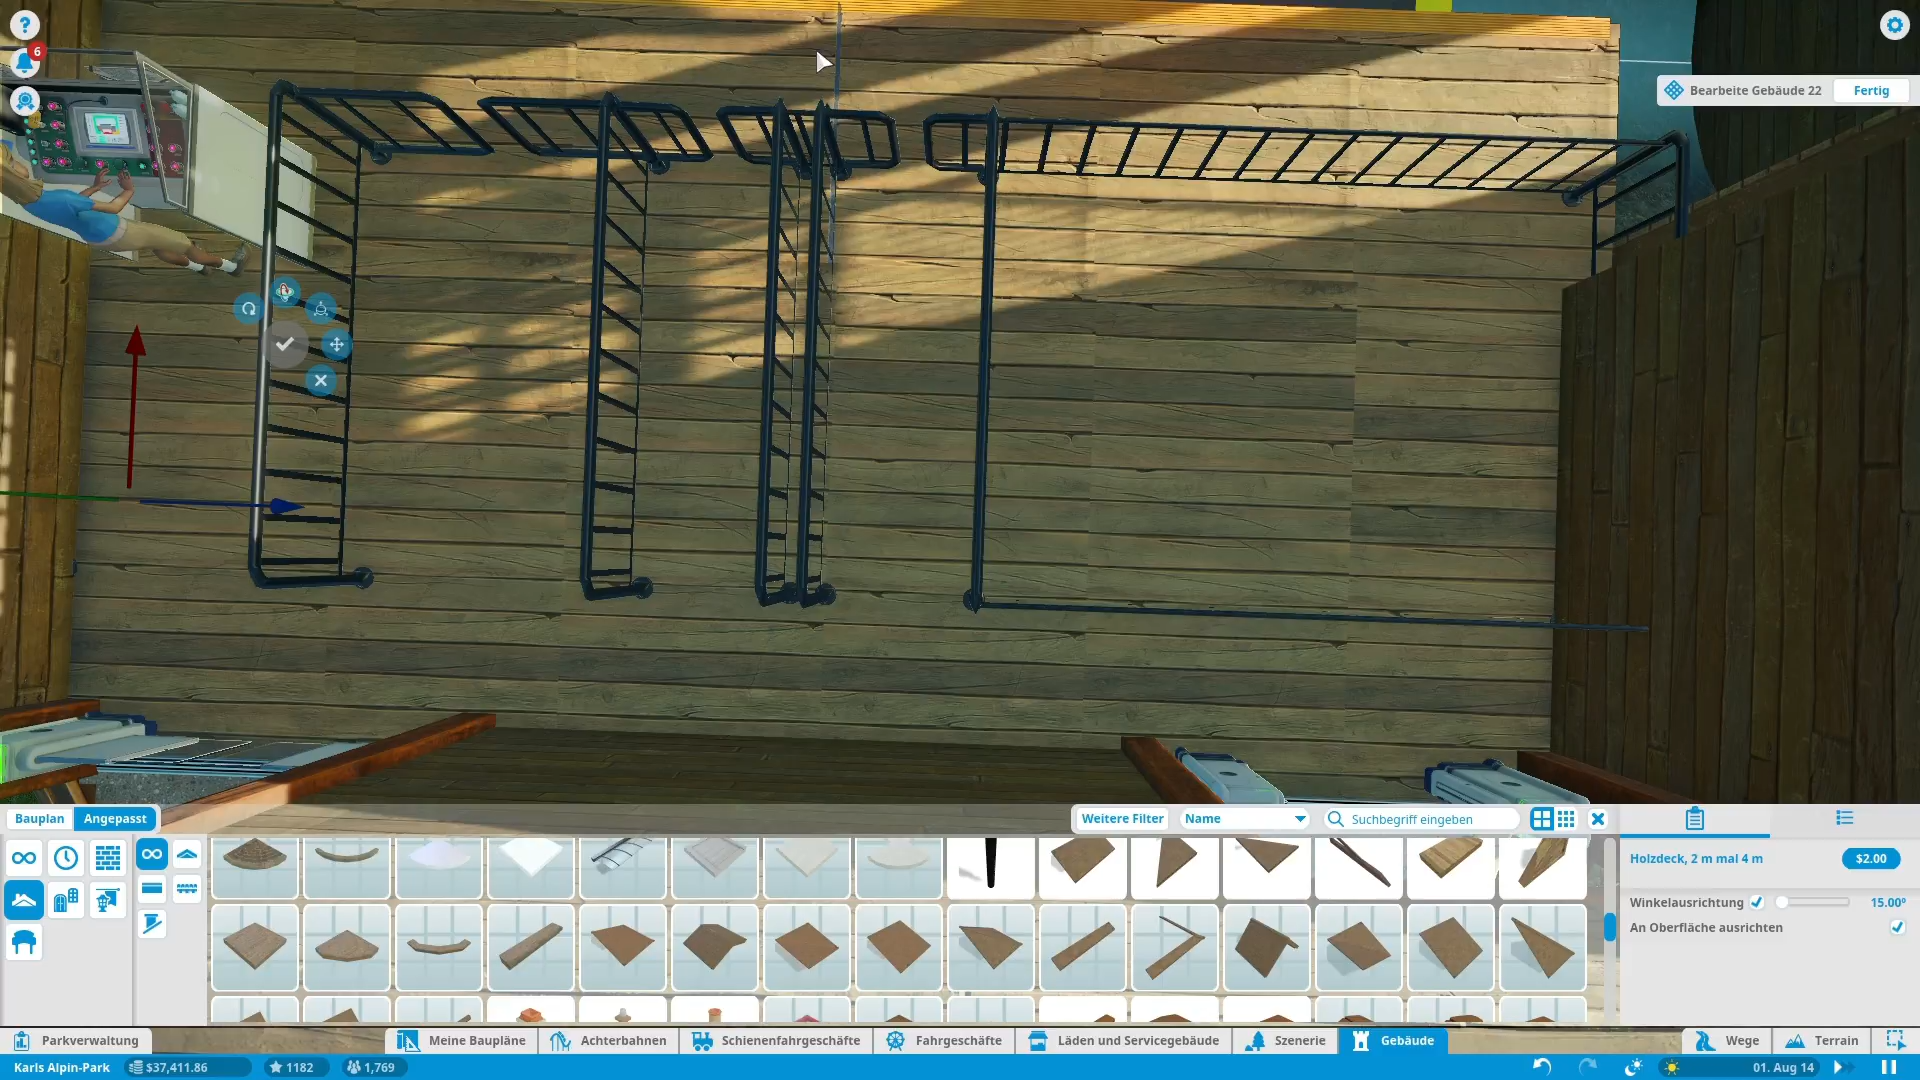 ?
6
Bearbeite Gebäude 22
Fertig
Bauplan
Angepasst
Weitere Filter
Name
Suchbegriff eingeben
Holzdeck, 2 m mal 4 m
$2.00
Winkelausrichtung
15.00°
An Oberfläche ausrichten
Parkverwaltung
Meine Baupläne
Achterbahnen
Schienenfahrgeschäfte
Fahrgeschäfte
Läden und Servicegebäude
Szenerie
Gebäude
Wege
Terrain
Karls Alpin-Park
$37,411.86
1182
1,769
01. Aug 14